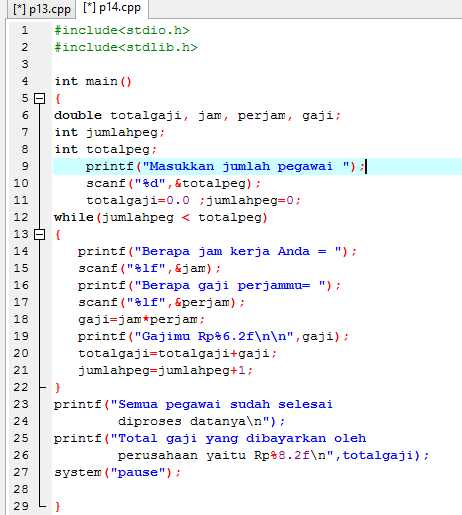 [*] p13.cpp [*] p14.cpp
1 #include<stdio.h>
2 #include<stdlib.h>
3
4 int main()
5 {
6 double totalgaji, jam, perjam, gaji;
7 int jumlahpeg;
8 int totalpeg;
9 printf("Masukkan jumlah pegawai ");
10 scanf("%d",&totalpeg);
11 totalgaji=0.0 ;jumlahpeg=0;
12 while(jumlahpeg < totalpeg)
13 {
14 printf("Berapa jam kerja Anda = ");
15 scanf("%lf",&jam);
16 printf("Berapa gaji perjammu= ");
17 scanf("%lf",&perjam);
18 gaji=jam*perjam;
19 printf("Gajimu Rp%6.2f\n\n",gaji);
20 totalgaji=totalgaji+gaji;
21 jumlahpeg=jumlahpeg+1;
22 }
23 printf("Semua pegawai sudah selesai
24 diproses datanya\n");
25 printf("Total gaji yang dibayarkan oleh
26 perusahaan yaitu Rp%8.2f\n",totalgaji);
27 system("pause");
28
29 }